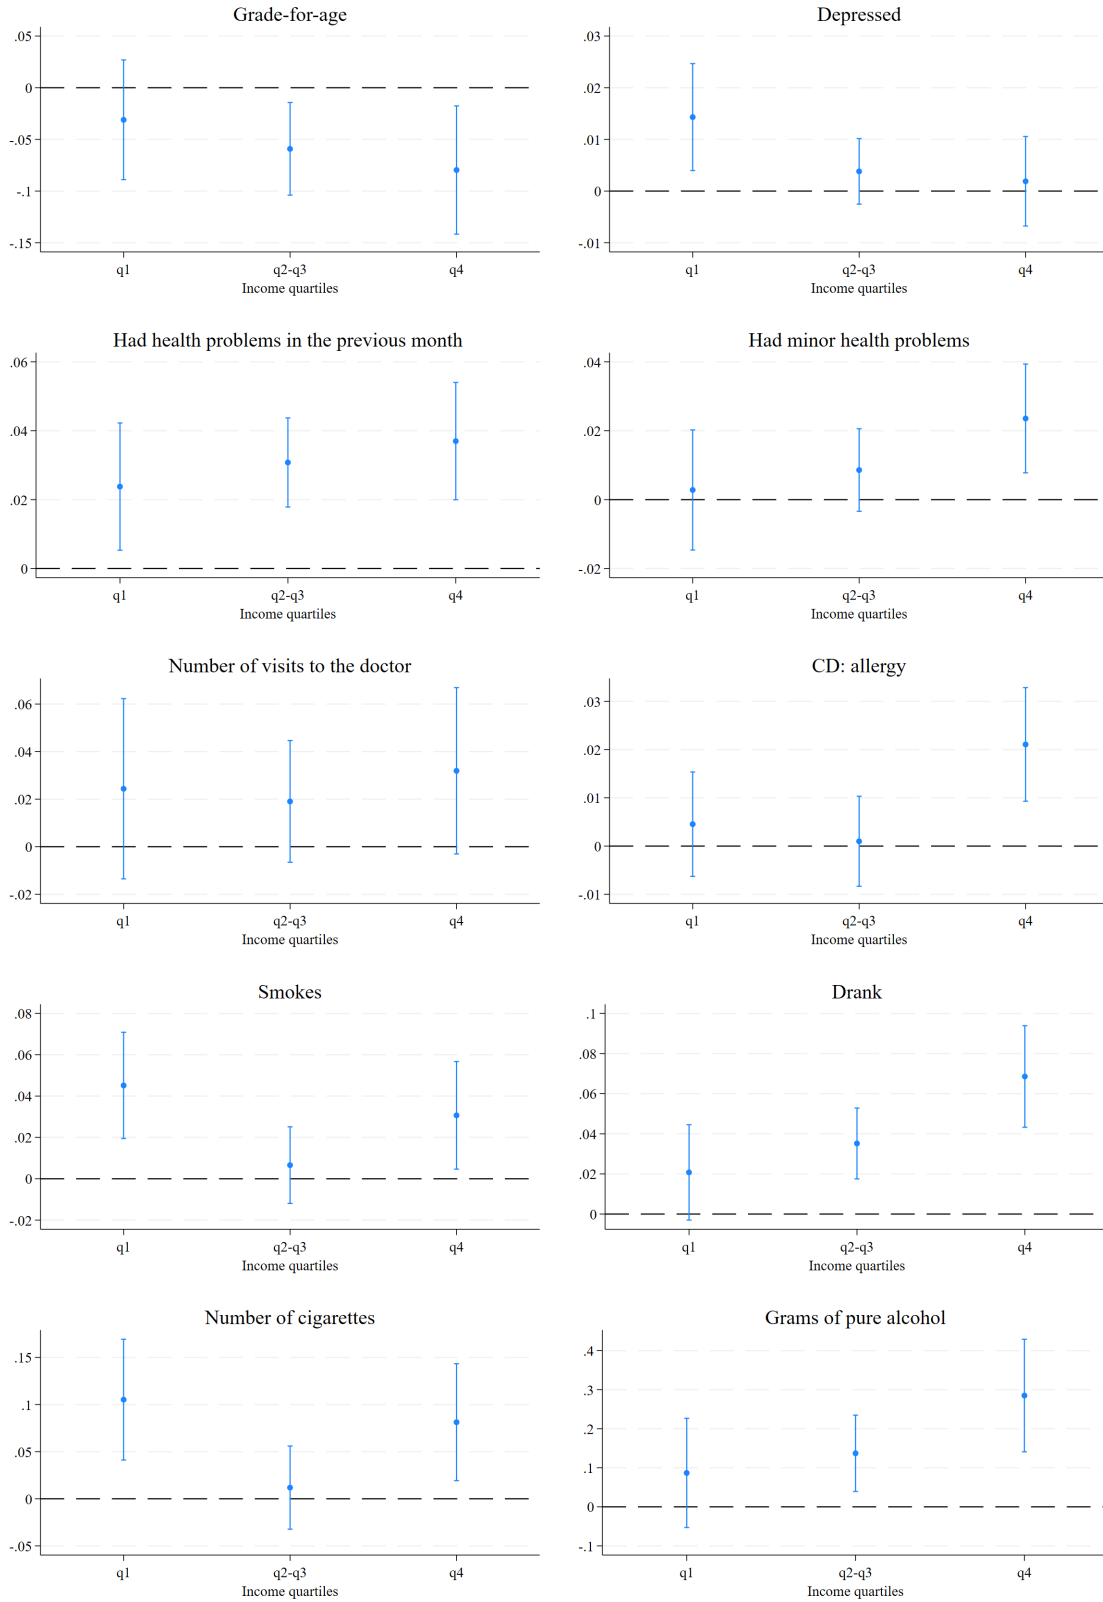 Grade-for-age
.05
0
-.05
-.1
-.15
q1
q2-q3
q4
Income quartiles
Depressed
.03
.02
.01
0
-.01
q1
q2-q3
q4
Income quartiles
Had health problems in the previous month
.06
.04
.02
0
q1
q2-q3
q4
Income quartiles
Had minor health problems
.04
.02
0
-.02
q1
q2-q3
q4
Income quartiles
Number of visits to the doctor
.06
.04
.02
0
-.02
q1
q2-q3
q4
Income quartiles
CD: allergy
.03
.02
.01
0
-.01
q1
q2-q3
q4
Income quartiles
Smokes
.08
.06
.04
.02
0
-.02
q1
q2-q3
q4
Income quartiles
Drank
.1
.08
.06
.04
.02
0
q1
q2-q3
q4
Income quartiles
Number of cigarettes
.15
.1
.05
0
-.05
q1
q2-q3
q4
Income quartiles
Grams of pure alcohol
.4
.3
.2
.1
0
-.1
q1
q2-q3
q4
Income quartiles